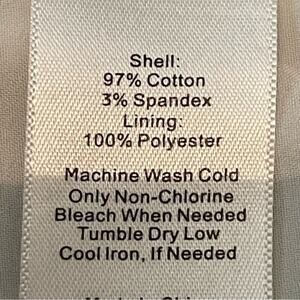 Shell:
97% Cotton
3% Spandex
Lining:
100% Polyester
Machine Wash Cold
Only Non-Chlorine
Bleach When Needed
Tumble Dry Low
Cool Iron, If Needed